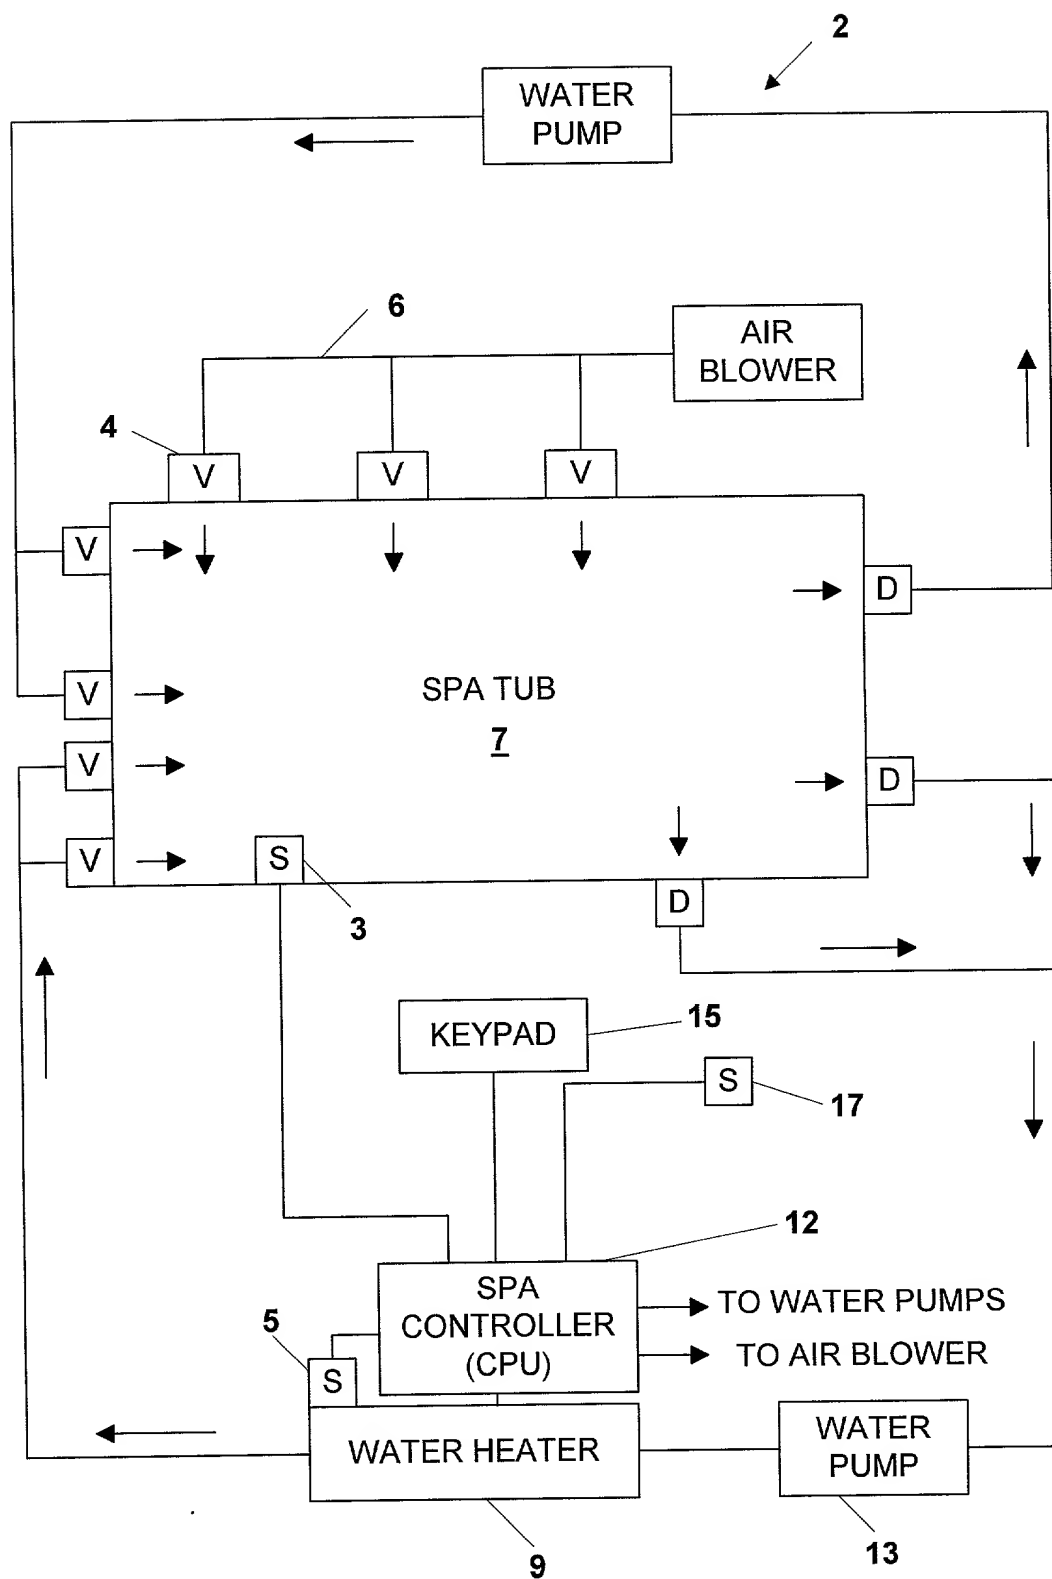 2
WATER
PUMP
6
AIR
BLOWER
4
V V V
V
D
V
SPA TUB
7
V
D
V
S
3
D
KEYPAD
15
S
17
12
SPA
CONTROLLER
(CPU)
TO WATER PUMPS
TO AIR BLOWER
5
S
WATER HEATER
WATER
PUMP
9
13